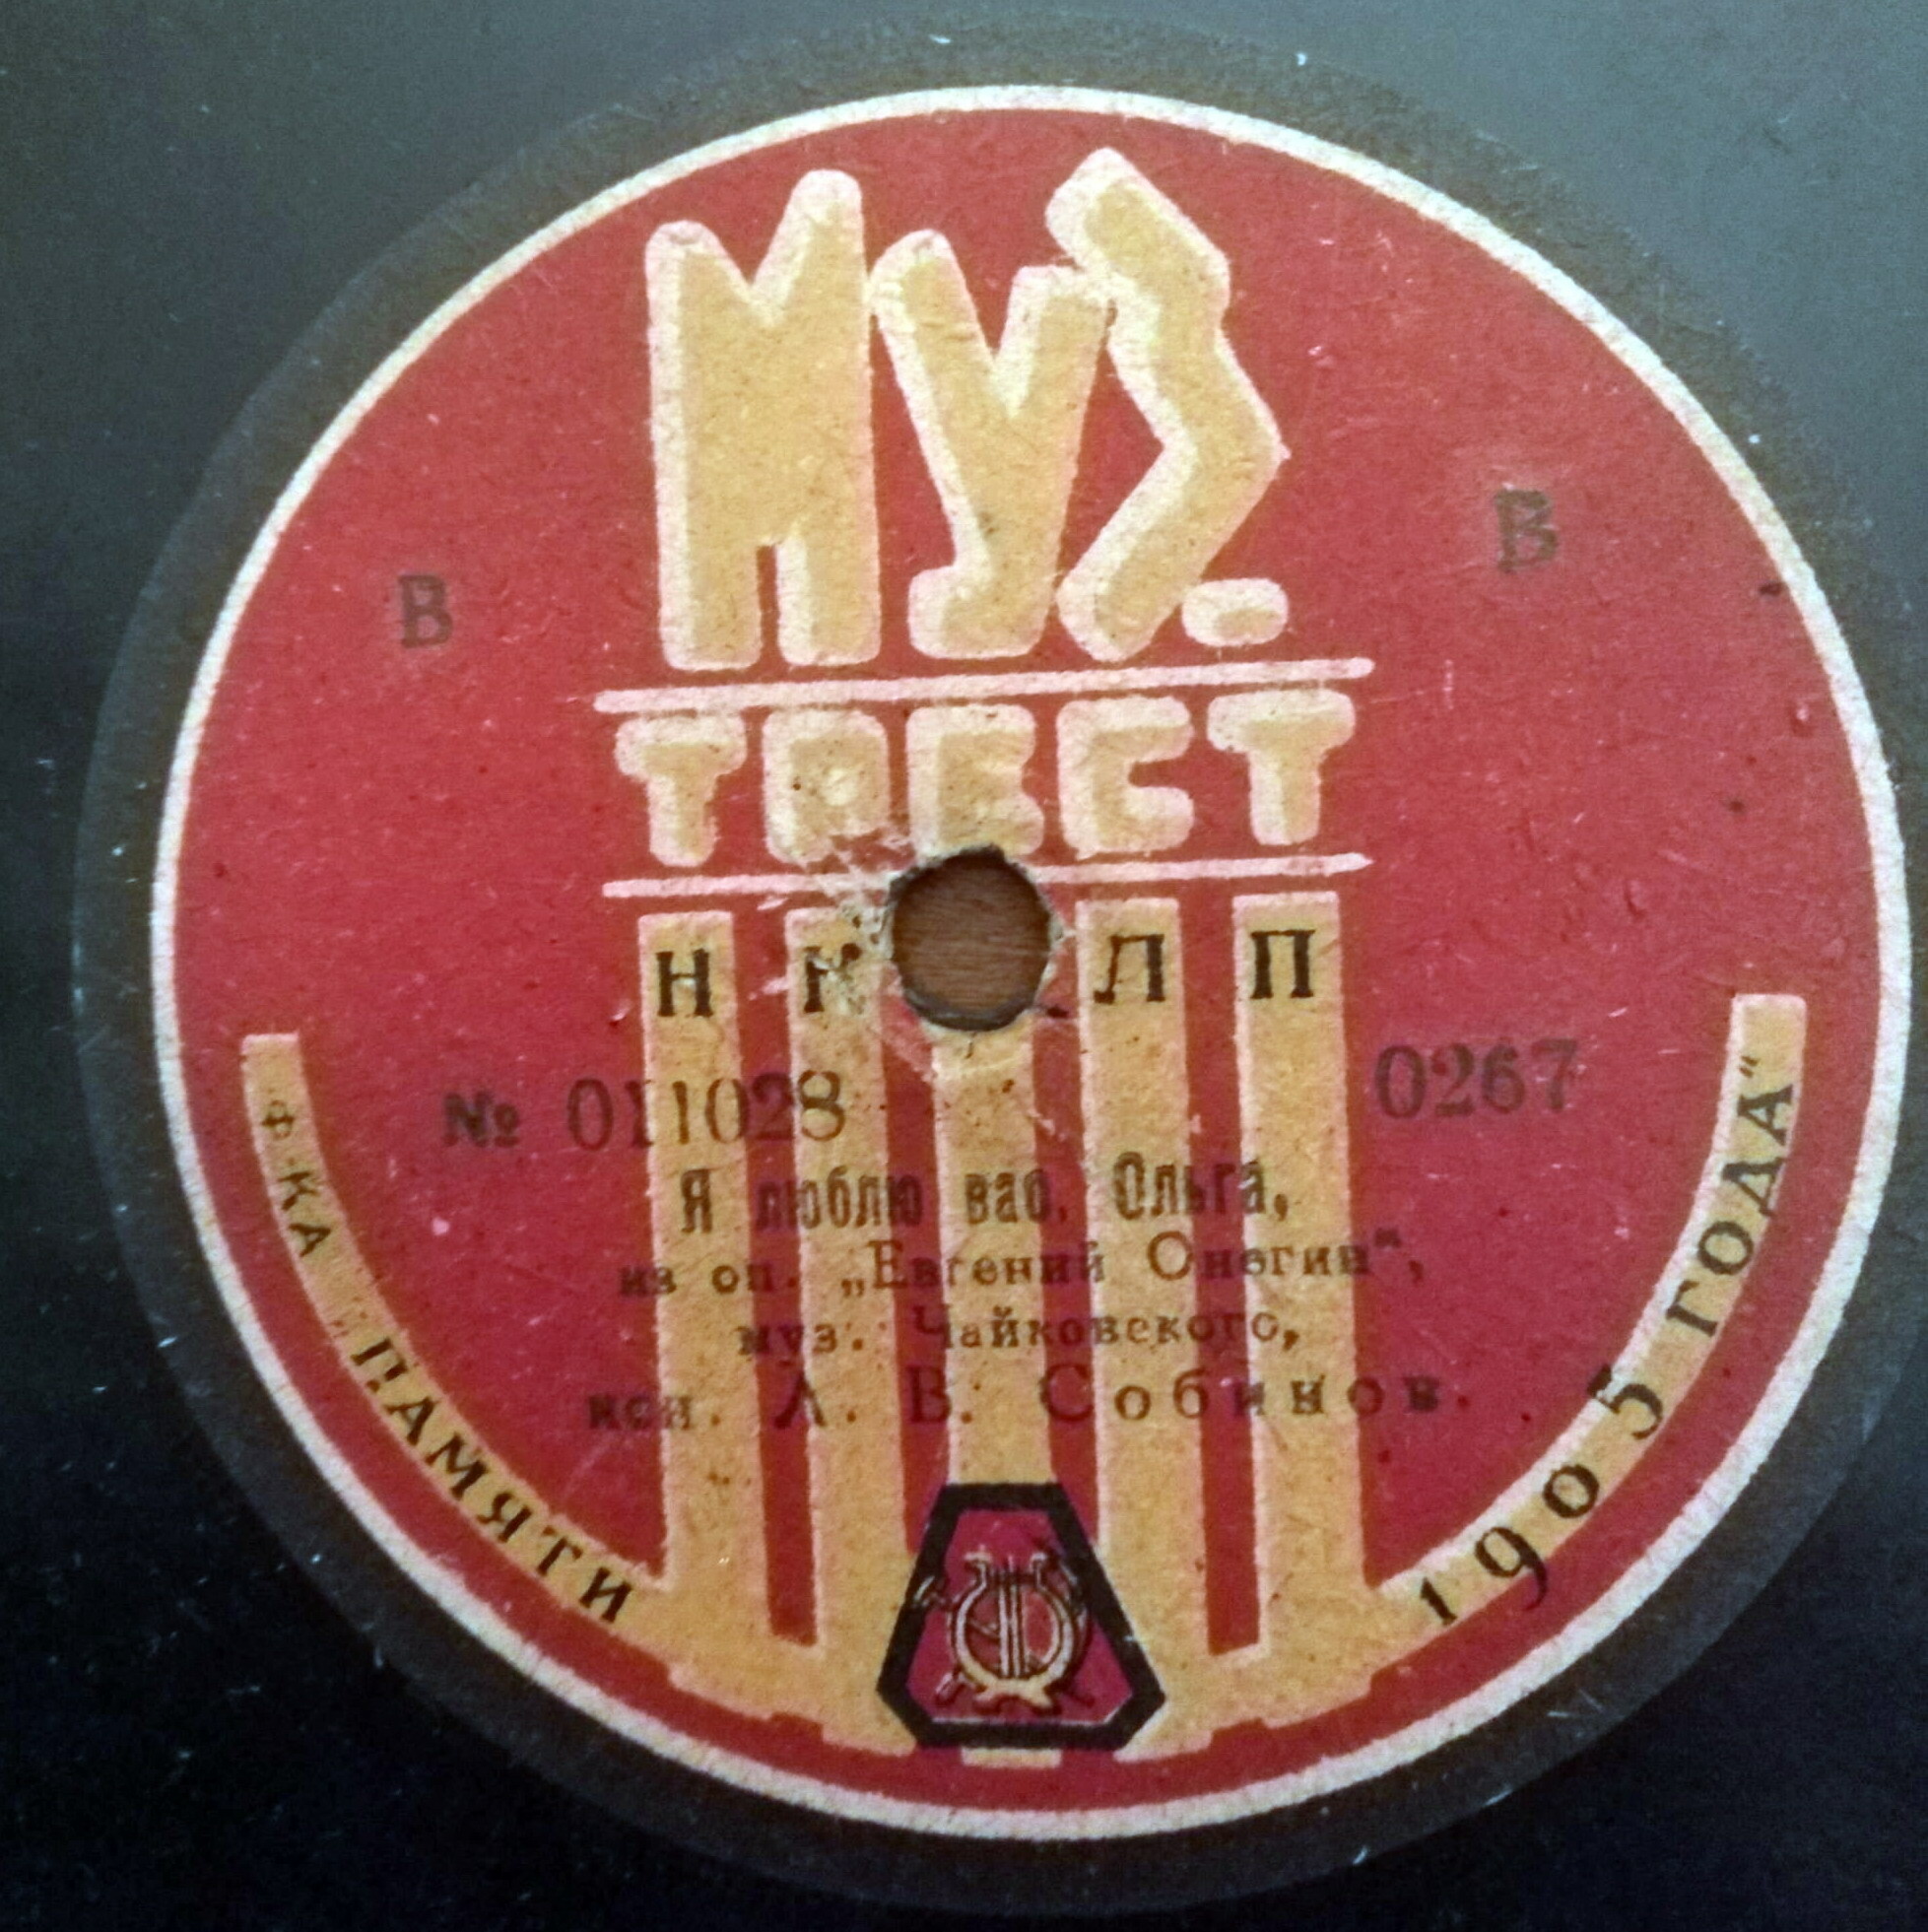 МУЗ.
ТРЕСТ
В В
Н К Л П
№ 011028 0267
Я люблю вас, Ольга,
из оп. „Евгений Онегин“,
муз. Чайковского,
исп. Л. В. Собинов.
Ф-КА „ПАМЯТИ 1905 ГОДА“